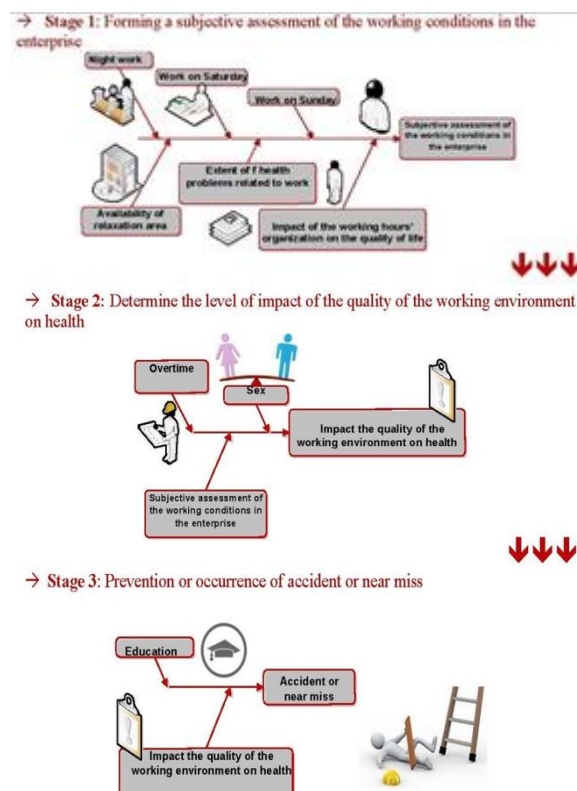 → Stage 1: Forming a subjective assessment of the working conditions in the
enterprise
Night work
Work on Saturday
Work on Sunday
Subjective assessment of
the working conditions in
the enterprise
Extent of f health
problems related to work
Availability of
relaxation area
Impact of the working hours'
organization on the quality of life
→ Stage 2: Determine the level of impact of the quality of the working environment
on health
Overtime
Sex
Impact the quality of the
working environment on health
Subjective assessment of
the working conditions in
the enterprise
→ Stage 3: Prevention or occurrence of accident or near miss
Education
Accident or
near miss
Impact the quality of the
working environment on health